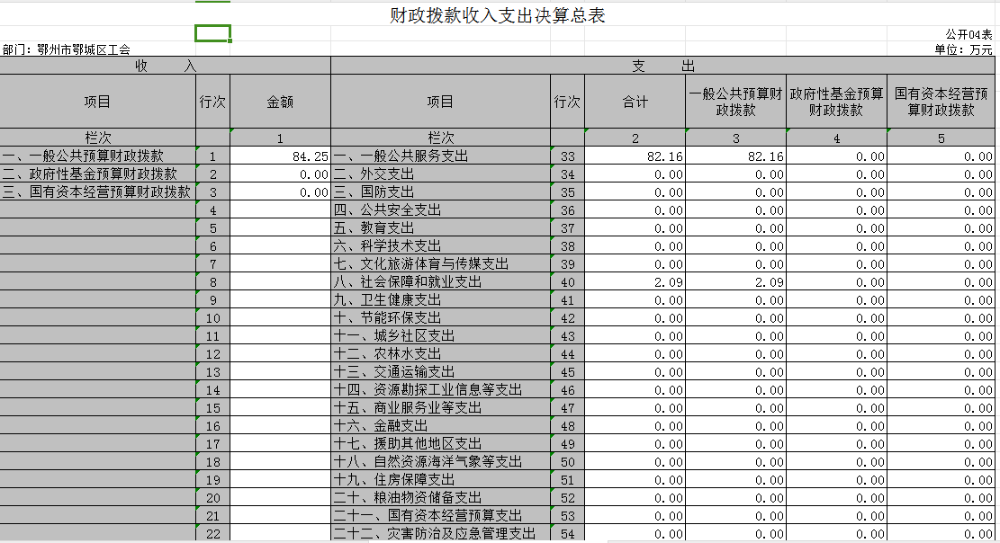 财政拨款收入支出决算总表
公开04表
部门：鄂州市鄂城区工会 单位：万元
收 入 支 出
项目 行次 金额 项目 行次 合计 一般公共预算财政拨款 政府性基金预算财政拨款 国有资本经营预算财政拨款
栏次 1 栏次 2 3 4 5
一、一般公共预算财政拨款 1 84.25 一、一般公共服务支出 33 82.16 82.16 0.00 0.00
二、政府性基金预算财政拨款 2 0.00 二、外交支出 34 0.00 0.00 0.00 0.00
三、国有资本经营预算财政拨款 3 0.00 三、国防支出 35 0.00 0.00 0.00 0.00
4 四、公共安全支出 36 0.00 0.00 0.00 0.00
5 五、教育支出 37 0.00 0.00 0.00 0.00
6 六、科学技术支出 38 0.00 0.00 0.00 0.00
7 七、文化旅游体育与传媒支出 39 0.00 0.00 0.00 0.00
8 八、社会保障和就业支出 40 2.09 2.09 0.00 0.00
9 九、卫生健康支出 41 0.00 0.00 0.00 0.00
10 十、节能环保支出 42 0.00 0.00 0.00 0.00
11 十一、城乡社区支出 43 0.00 0.00 0.00 0.00
12 十二、农林水支出 44 0.00 0.00 0.00 0.00
13 十三、交通运输支出 45 0.00 0.00 0.00 0.00
14 十四、资源勘探工业信息等支出 46 0.00 0.00 0.00 0.00
15 十五、商业服务业等支出 47 0.00 0.00 0.00 0.00
16 十六、金融支出 48 0.00 0.00 0.00 0.00
17 十七、援助其他地区支出 49 0.00 0.00 0.00 0.00
18 十八、自然资源海洋气象等支出 50 0.00 0.00 0.00 0.00
19 十九、住房保障支出 51 0.00 0.00 0.00 0.00
20 二十、粮油物资储备支出 52 0.00 0.00 0.00 0.00
21 二十一、国有资本经营预算支出 53 0.00 0.00 0.00 0.00
22 二十二、灾害防治及应急管理支出 54 0.00 0.00 0.00 0.00